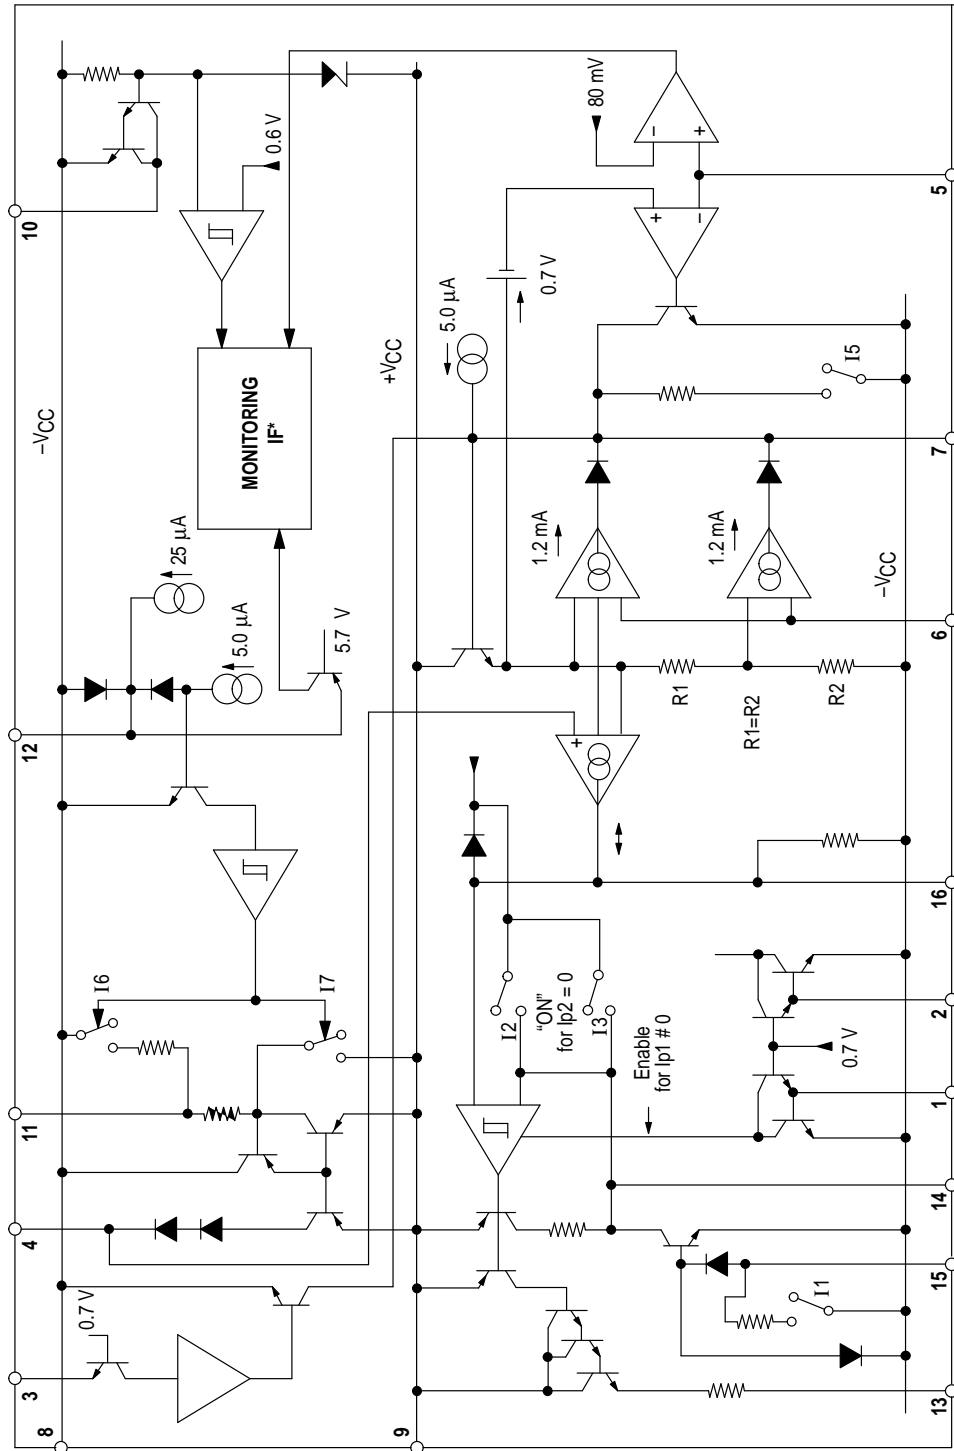 10
-VCC
0.6 V
80 mV
5
MONITORING
IF*
+VCC
5.0 µA
0.7 V
I5
25 µA
5.0 µA
5.7 V
1.2 mA
1.2 mA
-VCC
7
6
12
R1
R1=R2
R2
+
-
+
+
-
16
I6
I7
I2
"ON"
for Ip2 = 0
I3
Enable
for Ip1 # 0
0.7 V
2
1
11
4
14
15
I1
0.7 V
3
8
9
13